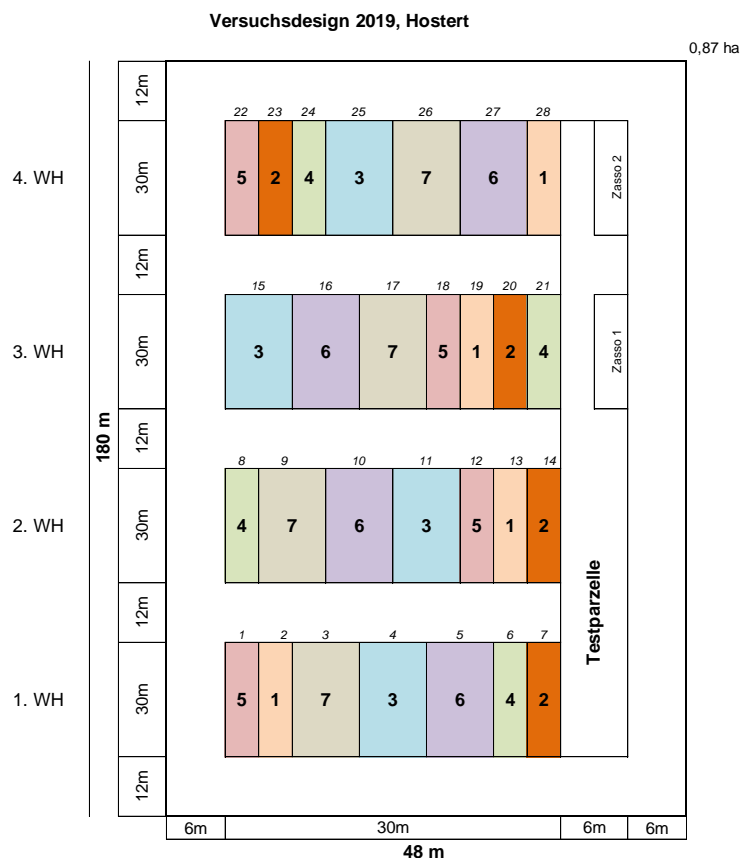 Versuchsdesign 2019, Hostert
0,87 ha
12m
22 23 24 25 26 27 28
4. WH 30m 5 2 4 3 7 6 1 Zasso 2
12m
15 16 17 18 19 20 21
3. WH 30m 3 6 7 5 1 2 4 Zasso 1
180 m
12m
8 9 10 11 12 13 14
2. WH 30m 4 7 6 3 5 1 2
12m
Testparzelle
1 2 3 4 5 6 7
1. WH 30m 5 1 7 3 6 4 2
12m
6m 30m 6m 6m
48 m